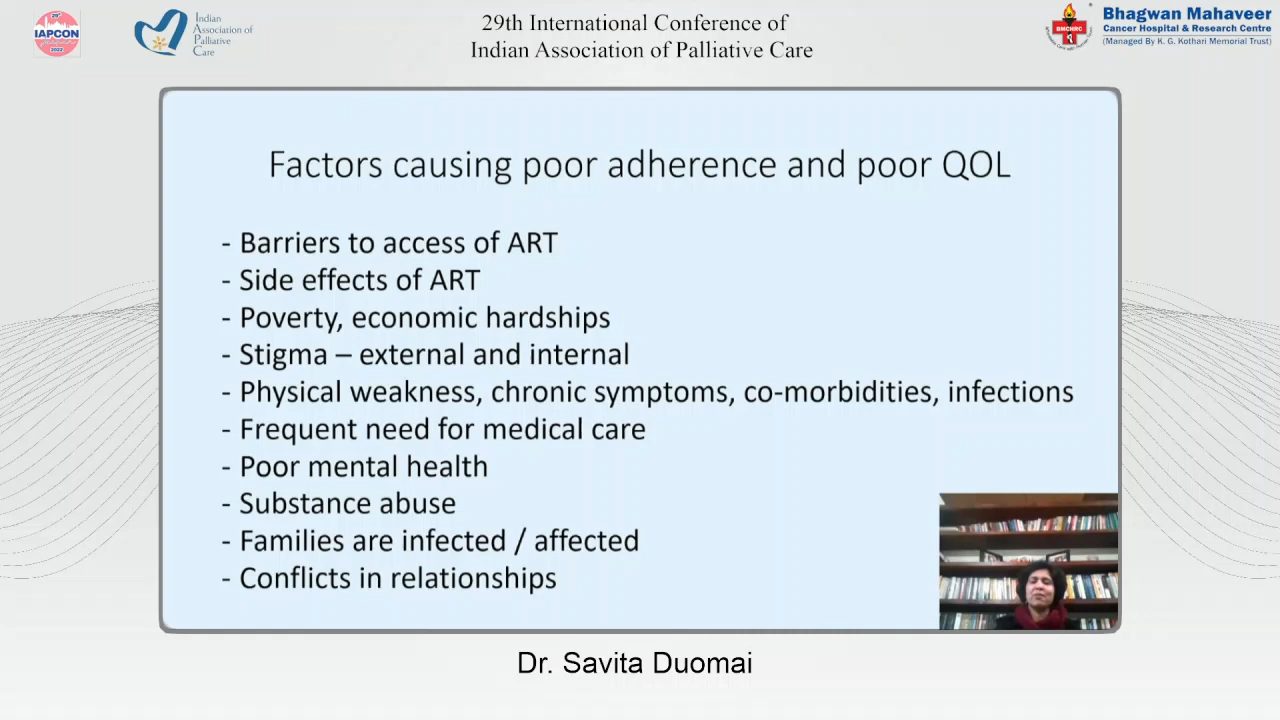 29th
IAPCON
2022
Indian
Association of
Palliative
Care
29th International Conference of
Indian Association of Palliative Care
BMCHRC
Bhagwan Mahaveer
Cancer Hospital & Research Centre
(Managed By K. G. Kothari Memorial Trust)
Factors causing poor adherence and poor QOL
- Barriers to access of ART
- Side effects of ART
- Poverty, economic hardships
- Stigma – external and internal
- Physical weakness, chronic symptoms, co-morbidities, infections
- Frequent need for medical care
- Poor mental health
- Substance abuse
- Families are infected / affected
- Conflicts in relationships
Dr. Savita Duomai